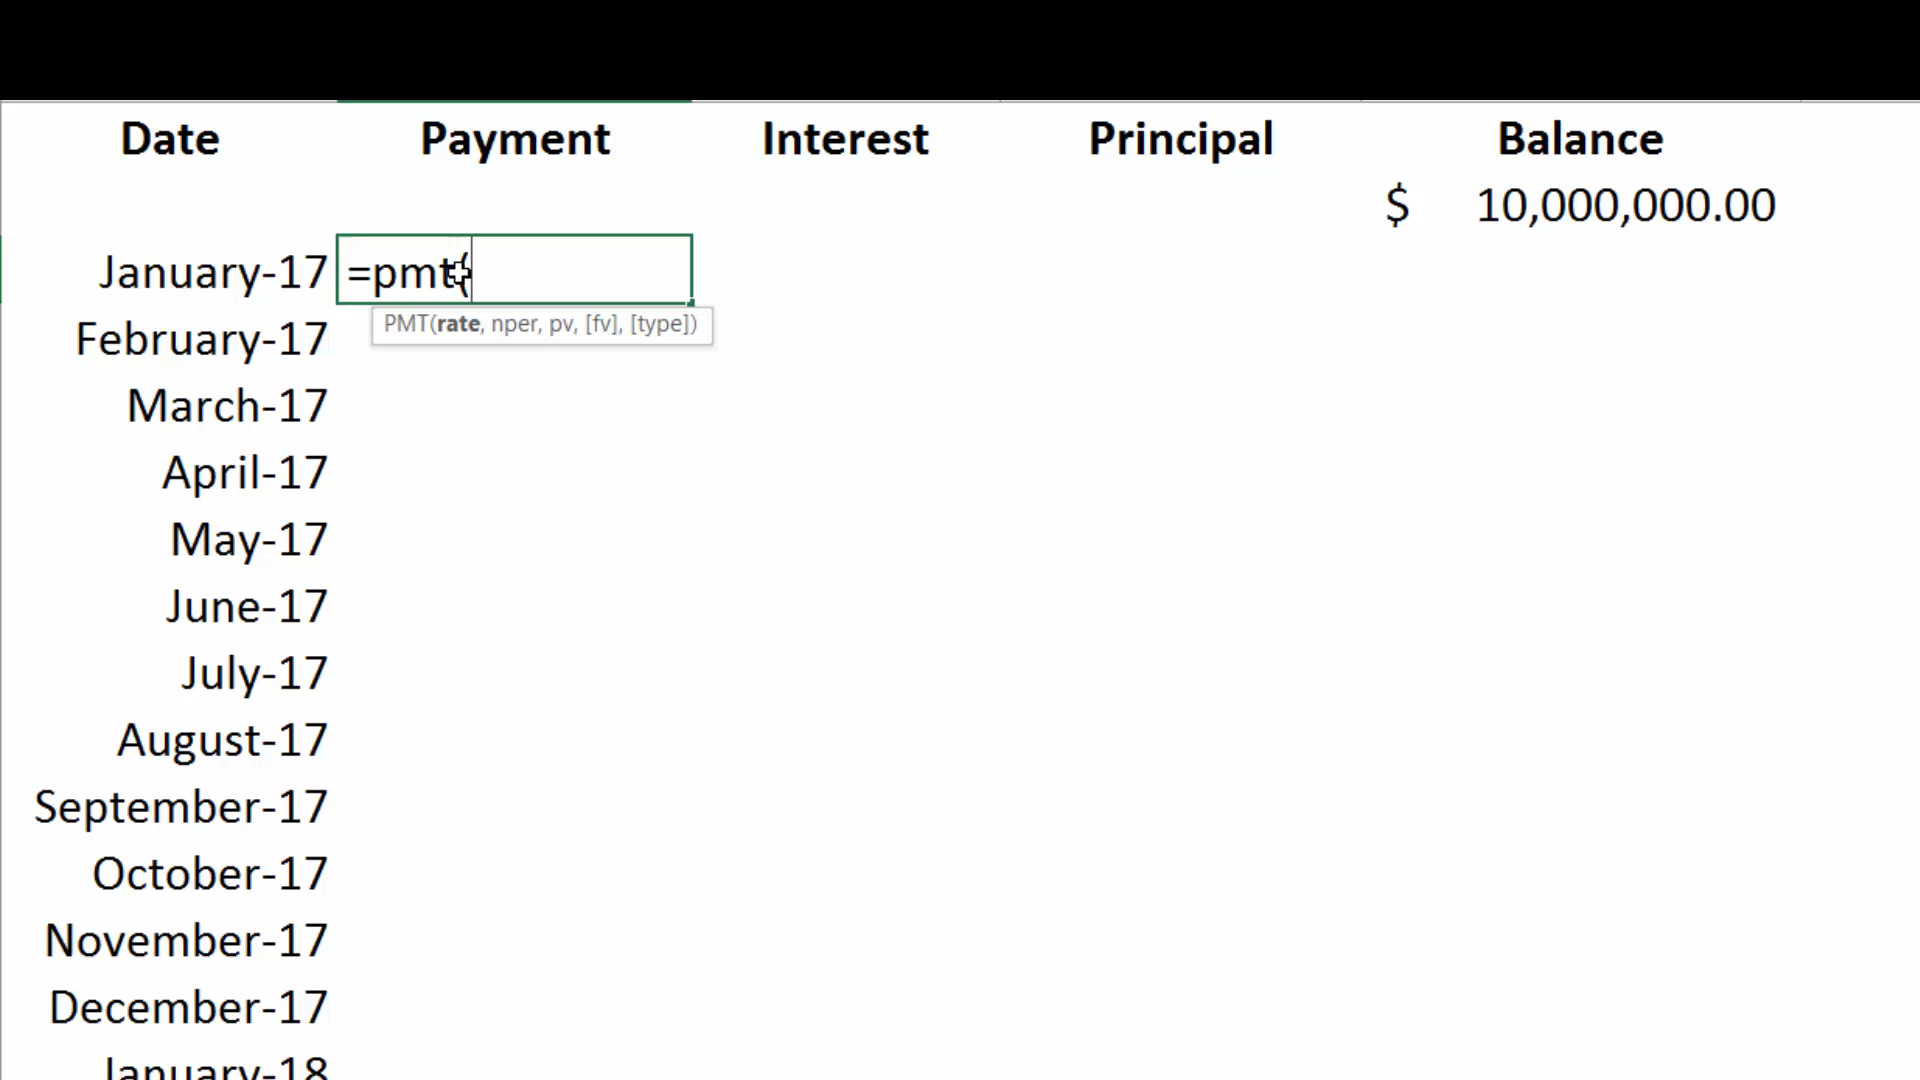 Date Payment Interest Principal Balance
$ 10,000,000.00
January-17 =pmt(
PMT(rate, nper, pv, [fv], [type])
February-17
March-17
April-17
May-17
June-17
July-17
August-17
September-17
October-17
November-17
December-17
January-18